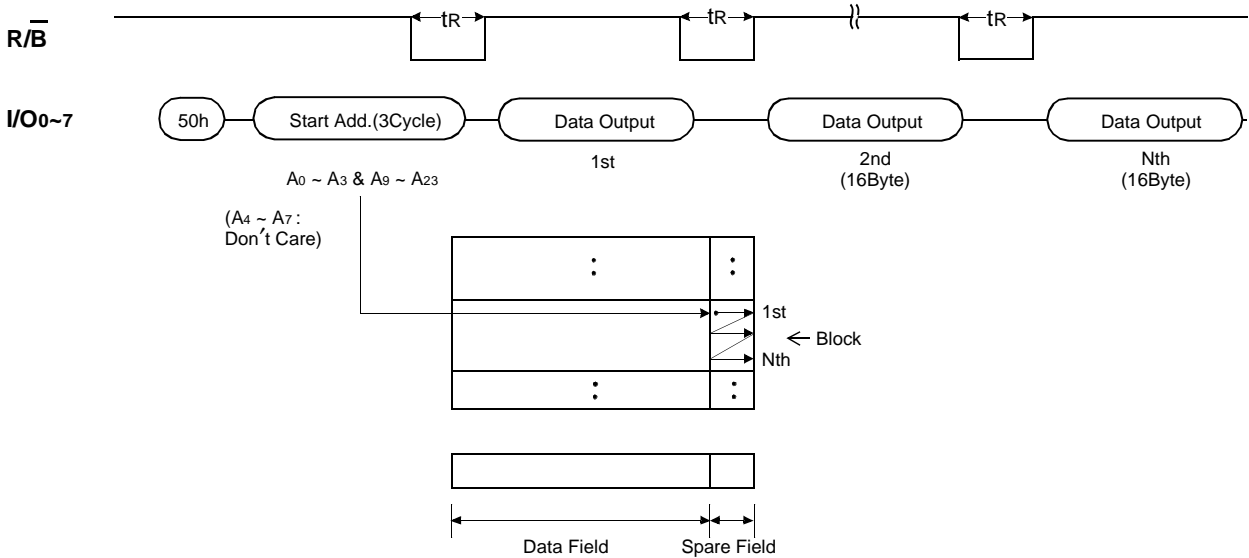 R/B
tR
tR
tR
I/O0~7
50h
Start Add.(3Cycle)
Data Output
Data Output
Data Output
1st
2nd
(16Byte)
Nth
(16Byte)
A0 ~ A3 & A9 ~ A23
(A4 ~ A7 :
Don′t Care)
1st
Block
Nth
Data Field
Spare Field